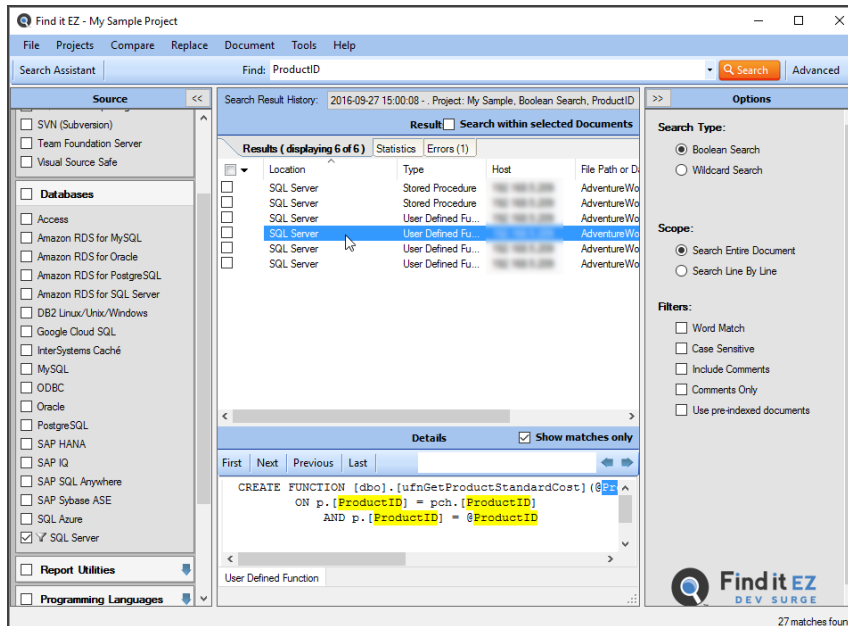 Find it EZ - My Sample Project
File Projects Compare Replace Document Tools Help
Search Assistant Find: ProductID Search Advanced
Source <<
SVN (Subversion)
Team Foundation Server
Visual Source Safe
Databases
Access
Amazon RDS for MySQL
Amazon RDS for Oracle
Amazon RDS for PostgreSQL
Amazon RDS for SQL Server
DB2 Linux/Unix/Windows
Google Cloud SQL
InterSystems Caché
MySQL
ODBC
Oracle
PostgreSQL
SAP HANA
SAP IQ
SAP SQL Anywhere
SAP Sybase ASE
SQL Azure
SQL Server
Report Utilities
Programming Languages
Search Result History: 2016-09-27 15:00:08 - . Project: My Sample, Boolean Search, ProductID
Result Search within selected Documents
Results ( displaying 6 of 6 ) Statistics Errors (1)
Location Type Host File Path or Da
SQL Server Stored Procedure AdventureWo
SQL Server Stored Procedure AdventureWo
SQL Server User Defined Fu... AdventureWo
SQL Server User Defined Fu... AdventureWo
SQL Server User Defined Fu... AdventureWo
SQL Server User Defined Fu... AdventureWo
Details Show matches only
First Next Previous Last
CREATE FUNCTION [dbo].[ufnGetProductStandardCost](@Pr
ON p.[ProductID] = pch.[ProductID]
AND p.[ProductID] = @ProductID
User Defined Function
>> Options
Search Type:
Boolean Search
Wildcard Search
Scope:
Search Entire Document
Search Line By Line
Filters:
Word Match
Case Sensitive
Include Comments
Comments Only
Use pre-indexed documents
Find it EZ
DEV SURGE
27 matches foun